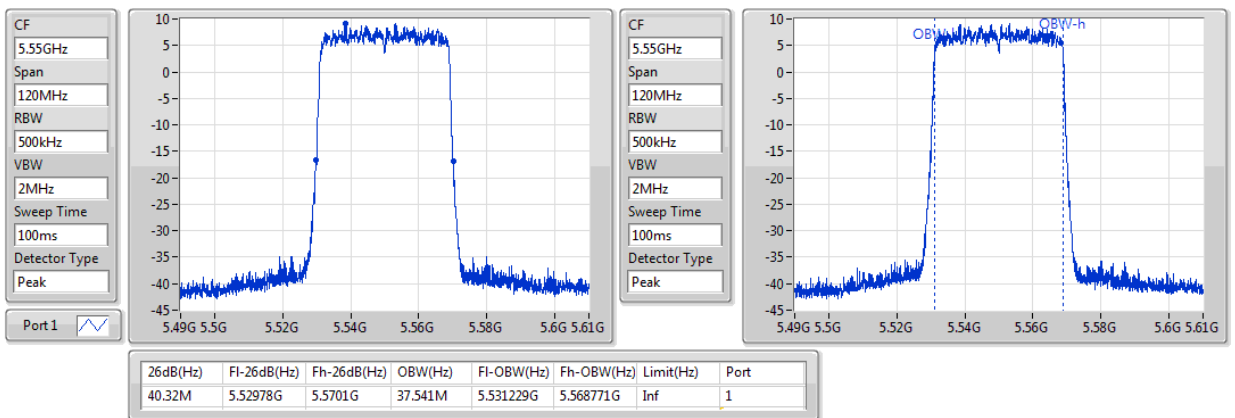 CF
5.55GHz
Span
120MHz
RBW
500kHz
VBW
2MHz
Sweep Time
100ms
Detector Type
Peak
Port 1
10
5
0
-5
-10
-15
-20
-25
-30
-35
-40
-45
5.49G 5.5G 5.52G 5.54G 5.56G 5.58G 5.6G 5.61G
CF
5.55GHz
Span
120MHz
RBW
500kHz
VBW
2MHz
Sweep Time
100ms
Detector Type
Peak
OBW-h
10
5
0
-5
-10
-15
-20
-25
-30
-35
-40
-45
5.49G 5.5G 5.52G 5.54G 5.56G 5.58G 5.6G 5.61G
26dB(Hz) Fl-26dB(Hz) Fh-26dB(Hz) OBW(Hz) Fl-OBW(Hz) Fh-OBW(Hz) Limit(Hz) Port
40.32M 5.52978G 5.5701G 37.541M 5.531229G 5.568771G Inf 1